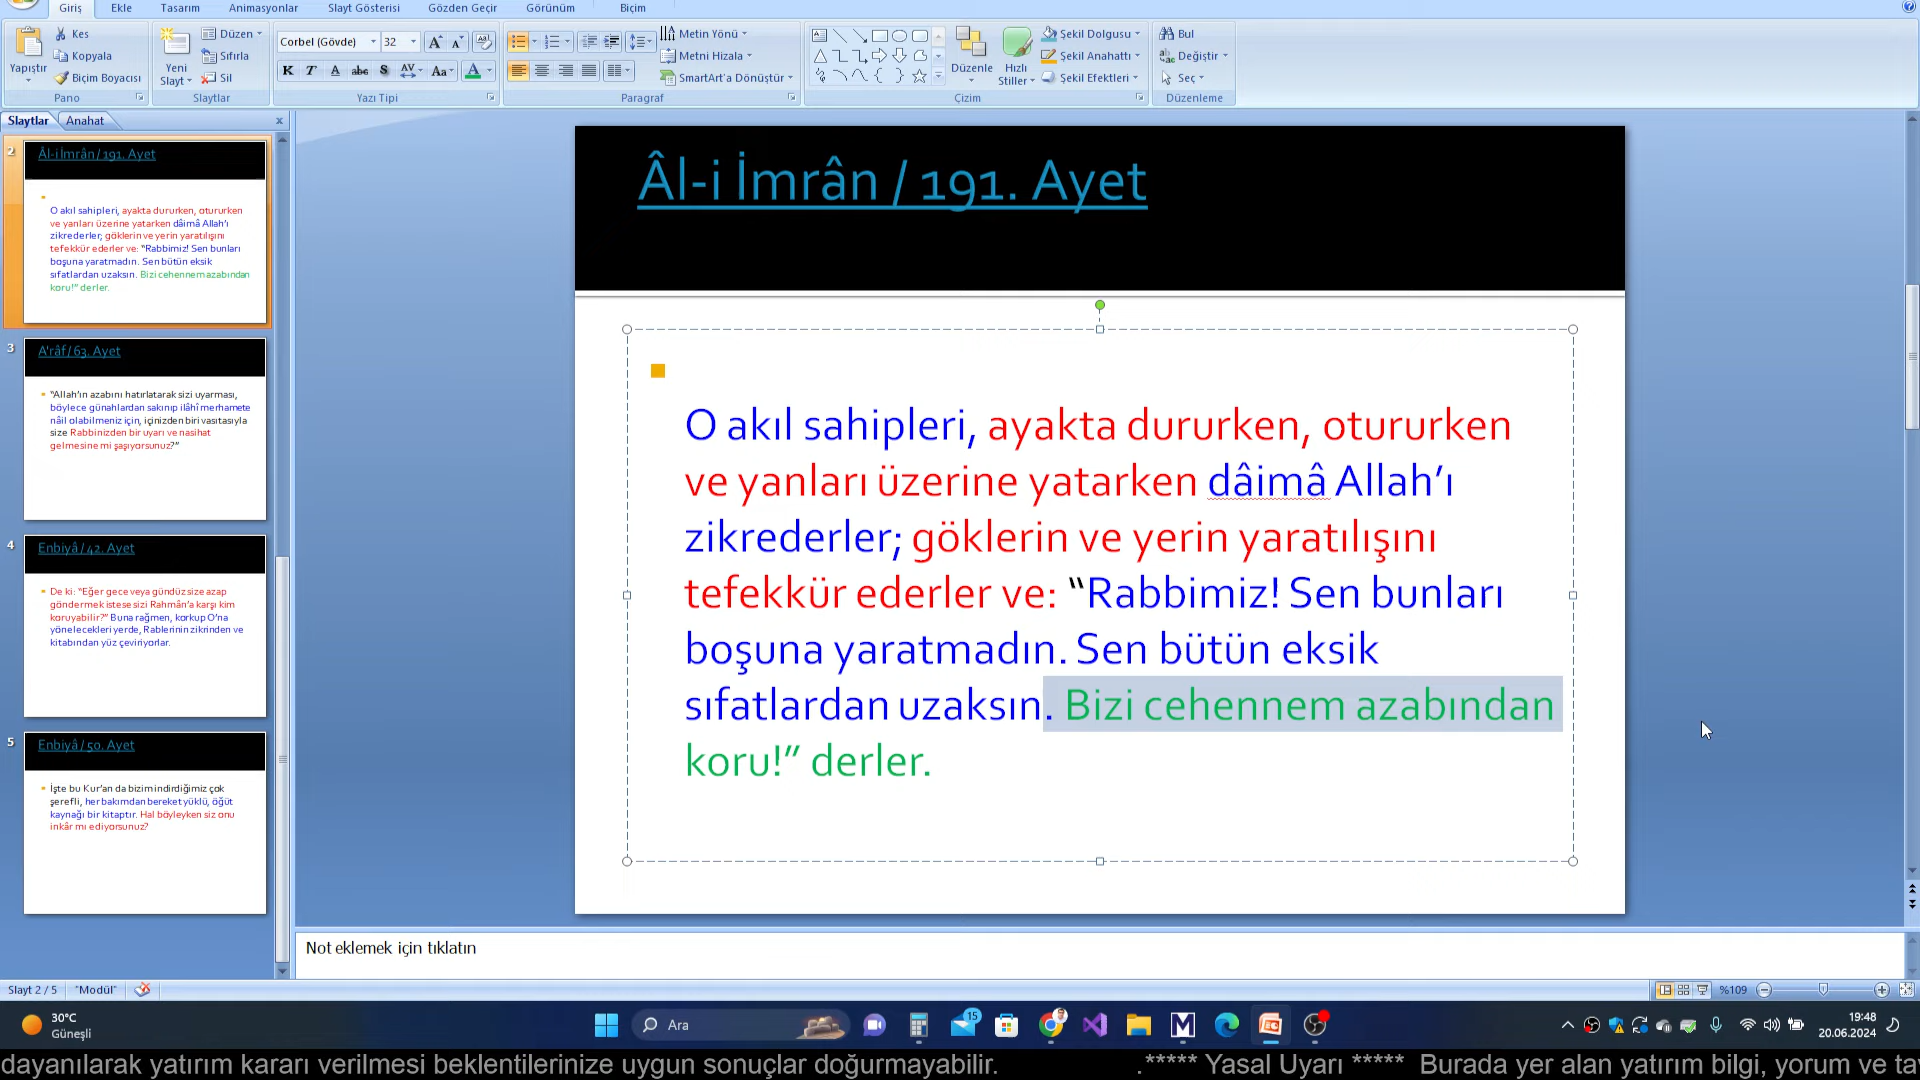 Giriş Ekle Tasarım Animasyonlar Slayt Gösterisi Gözden Geçir Görünüm Biçim
Yapıştır
Kes
Kopyala
Biçim Boyacısı
Pano
Yeni
Slayt
Düzen
Sıfırla
Sil
Slaytlar
Corbel (Gövde) 32
K T A abc S AV Aa A
Yazı Tipi
Metin Yönü
Metni Hizala
SmartArt'a Dönüştür
Paragraf
Düzenle
Hızlı
Stiller
Şekil Dolgusu
Şekil Anahattı
Şekil Efektleri
Çizim
Bul
Değiştir
Seç
Düzenleme
Slaytlar Anahat x
2
Âl-i İmrân / 191. Ayet
O akıl sahipleri, ayakta dururken, otururken
ve yanları üzerine yatarken dâimâ Allah’ı
zikrederler; göklerin ve yerin yaratılışını
tefekkür ederler ve: “Rabbimiz! Sen bunları
boşuna yaratmadın. Sen bütün eksik
sıfatlardan uzaksın. Bizi cehennem azabından
koru!” derler.
3
A'râf / 63. Ayet
“Allah’ın azabını hatırlatarak sizi uyarması,
böylece günahlardan sakınıp ilâhî merhamete
nâil olabilmeniz için, içinizden biri vasıtasıyla
size Rabbinizden bir uyarı ve nasihat
gelmesine mi şaşıyorsunuz?”
4
Enbiyâ / 42. Ayet
De ki: “Eğer gece veya gündüz size azap
göndermek istese sizi Rahmân’a karşı kim
koruyabilir?” Buna rağmen, korkup O’na
yönelecekleri yerde, Rablerinin zikrinden ve
kitabından yüz çeviriyorlar.
5
Enbiyâ / 50. Ayet
İşte bu Kur’an da bizim indirdiğimiz çok
şerefli, her bakımdan bereket yüklü, öğüt
kaynağı bir kitaptır. Hal böyleyken siz onu
inkâr mı ediyorsunuz?
Âl-i İmrân / 191. Ayet
O akıl sahipleri, ayakta dururken, otururken
ve yanları üzerine yatarken dâimâ Allah’ı
zikrederler; göklerin ve yerin yaratılışını
tefekkür ederler ve: “Rabbimiz! Sen bunları
boşuna yaratmadın. Sen bütün eksik
sıfatlardan uzaksın. Bizi cehennem azabından
koru!” derler.
Not eklemek için tıklatın
Slayt 2 / 5 "Modül" %109
30°C
Güneşli
Ara
15
19:48
20.06.2024
dayanılarak yatırım kararı verilmesi beklentilerinize uygun sonuçlar doğurmayabilir. .***** Yasal Uyarı ***** Burada yer alan yatırım bilgi, yorum ve ta